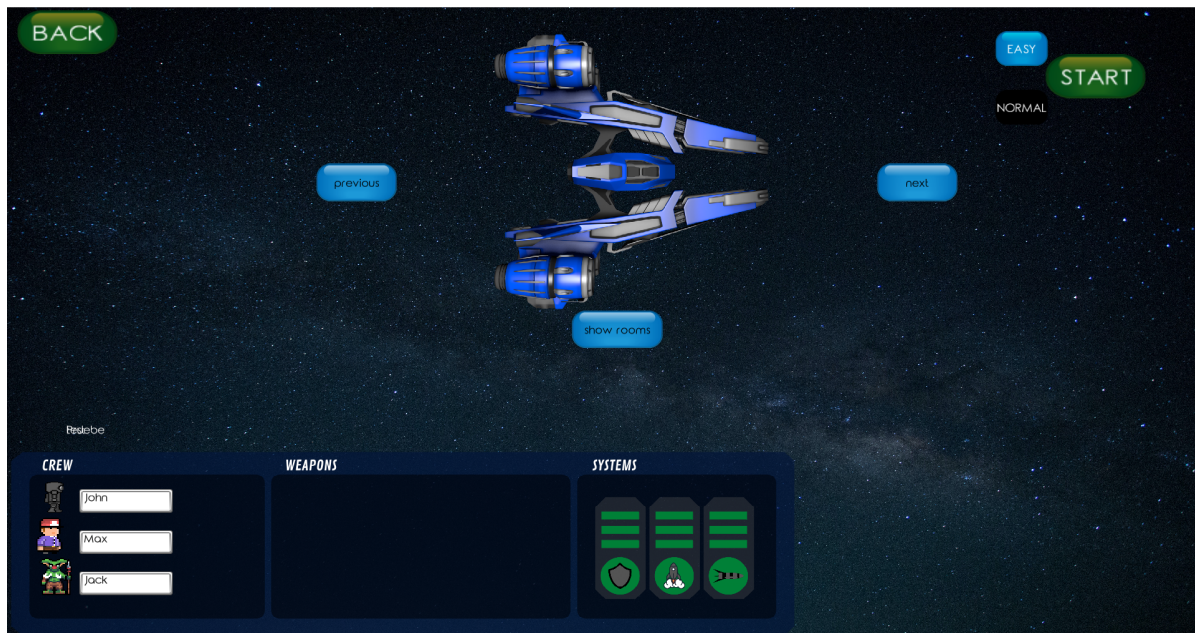 BACK
EASY
START
NORMAL
previous
next
show rooms
CREW
WEAPONS
SYSTEMS
John
Max
Jack